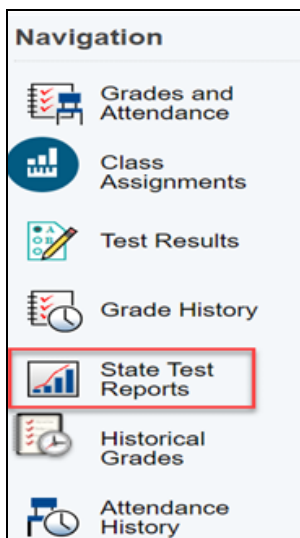 Navigation
Grades and
Attendance
Class
Assignments
Test Results
Grade History
State Test
Reports
Historical
Grades
Attendance
History